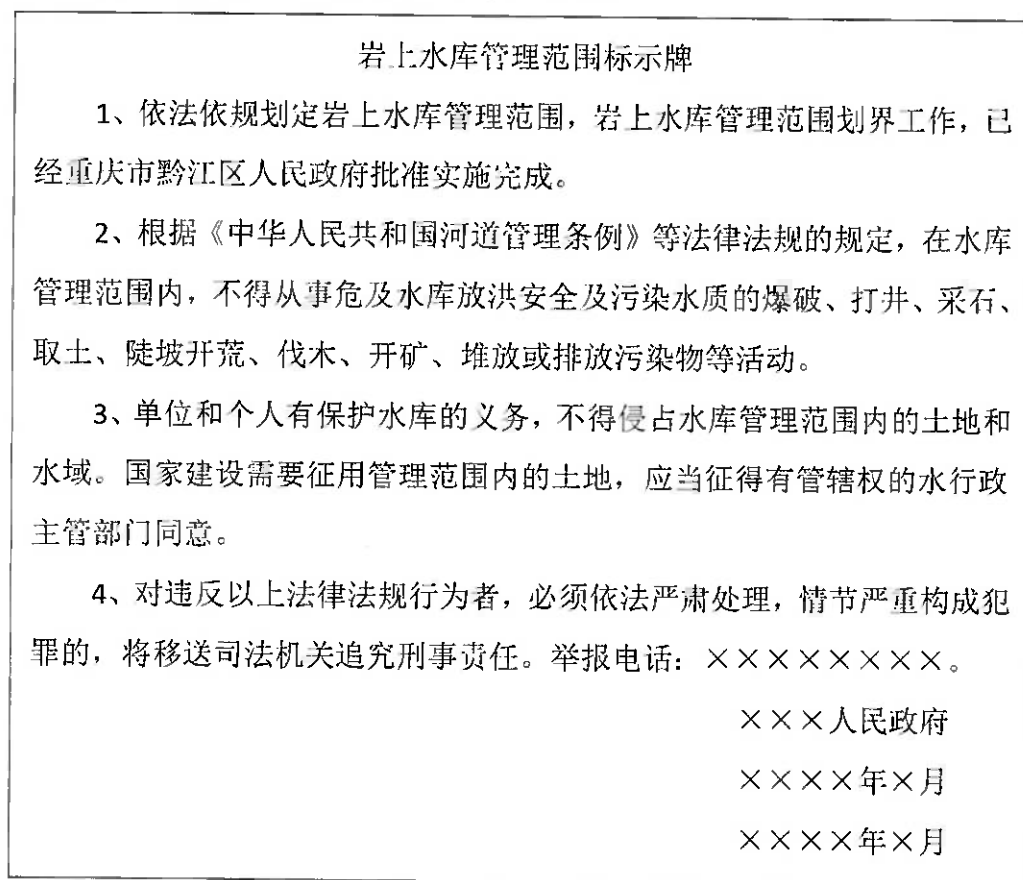 岩上水库管理范围标示牌
1、依法依规划定岩上水库管理范围，岩上水库管理范围划界工作，已
经重庆市黔江区人民政府批准实施完成。
2、根据《中华人民共和国河道管理条例》等法律法规的规定，在水库
管理范围内，不得从事危及水库放洪安全及污染水质的爆破、打井、采石、
取土、陡坡开荒、伐木、开矿、堆放或排放污染物等活动。
3、单位和个人有保护水库的义务，不得侵占水库管理范围内的土地和
水域。国家建设需要征用管理范围内的土地，应当征得有管辖权的水行政
主管部门同意。
4、对违反以上法律法规行为者，必须依法严肃处理，情节严重构成犯
罪的，将移送司法机关追究刑事责任。举报电话：××××××××。
×××人民政府
××××年×月
××××年×月